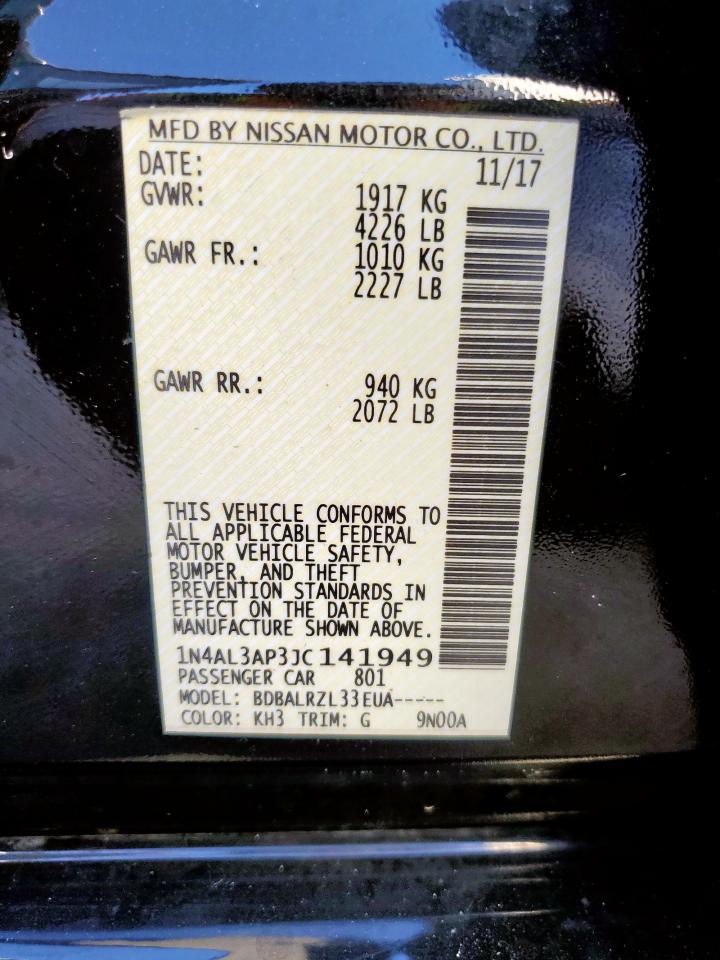 MFD BY NISSAN MOTOR CO., LTD.
DATE: 11/17
GVWR: 1917 KG
4226 LB
GAWR FR.: 1010 KG
2227 LB
GAWR RR.: 940 KG
2072 LB
THIS VEHICLE CONFORMS TO
ALL APPLICABLE FEDERAL
MOTOR VEHICLE SAFETY,
BUMPER, AND THEFT
PREVENTION STANDARDS IN
EFFECT ON THE DATE OF
MANUFACTURE SHOWN ABOVE.
1N4AL3AP3JC141949
PASSENGER CAR 801
MODEL: BDBALRZL33EUA-----
COLOR: KH3 TRIM: G 9N00A